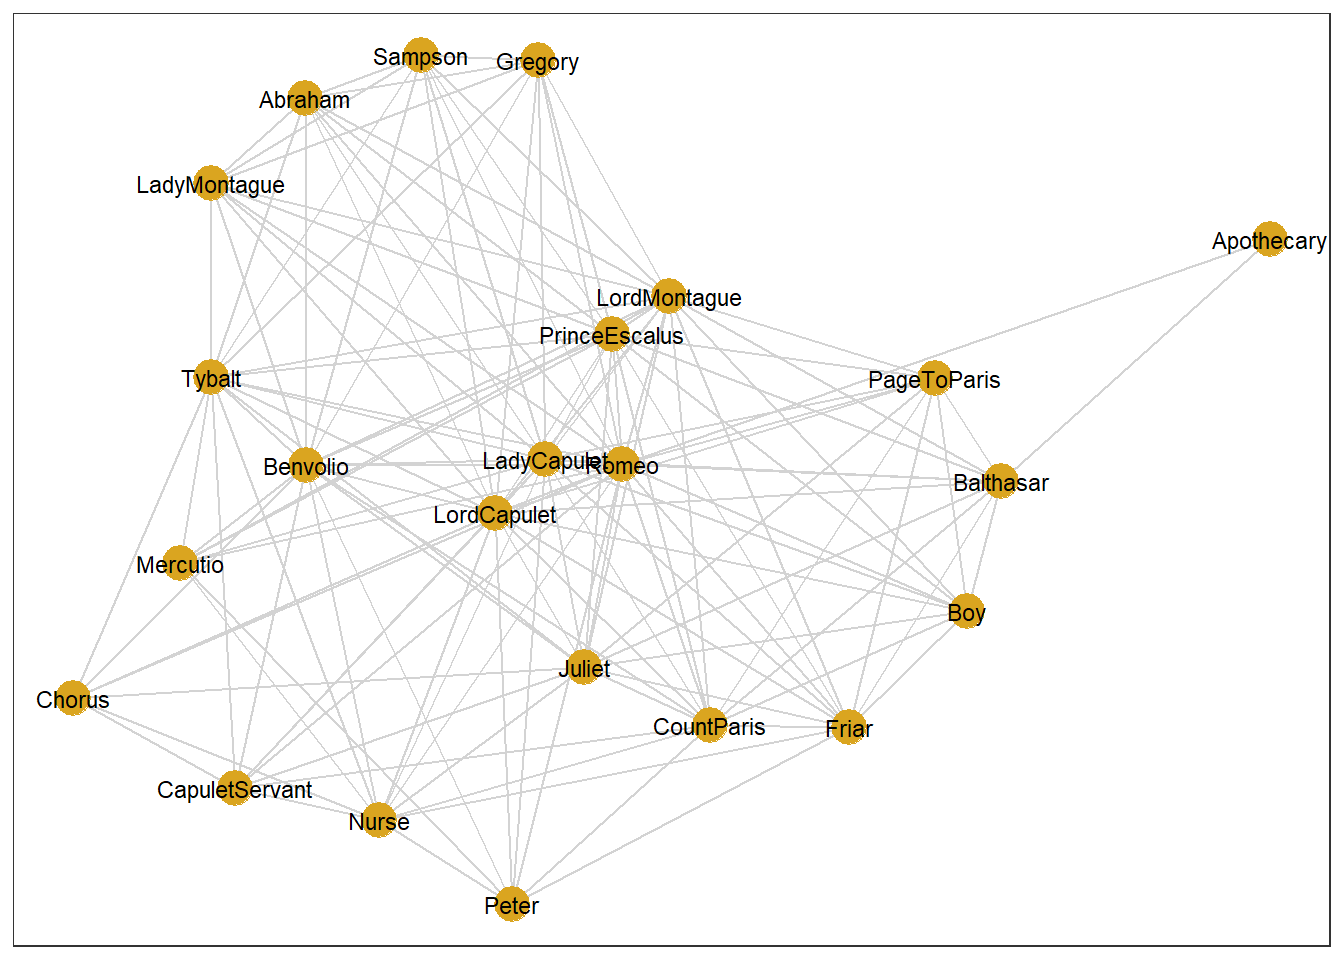 Sampson
Gregory
Abraham
LadyMontague
Apothecary
LordMontague
PrinceEscalus
Tybalt
PageToParis
Benvolio
LadyCapulet
Romeo
Balthasar
LordCapulet
Mercutio
Boy
Juliet
Chorus
CountParis
Friar
CapuletServant
Nurse
Peter